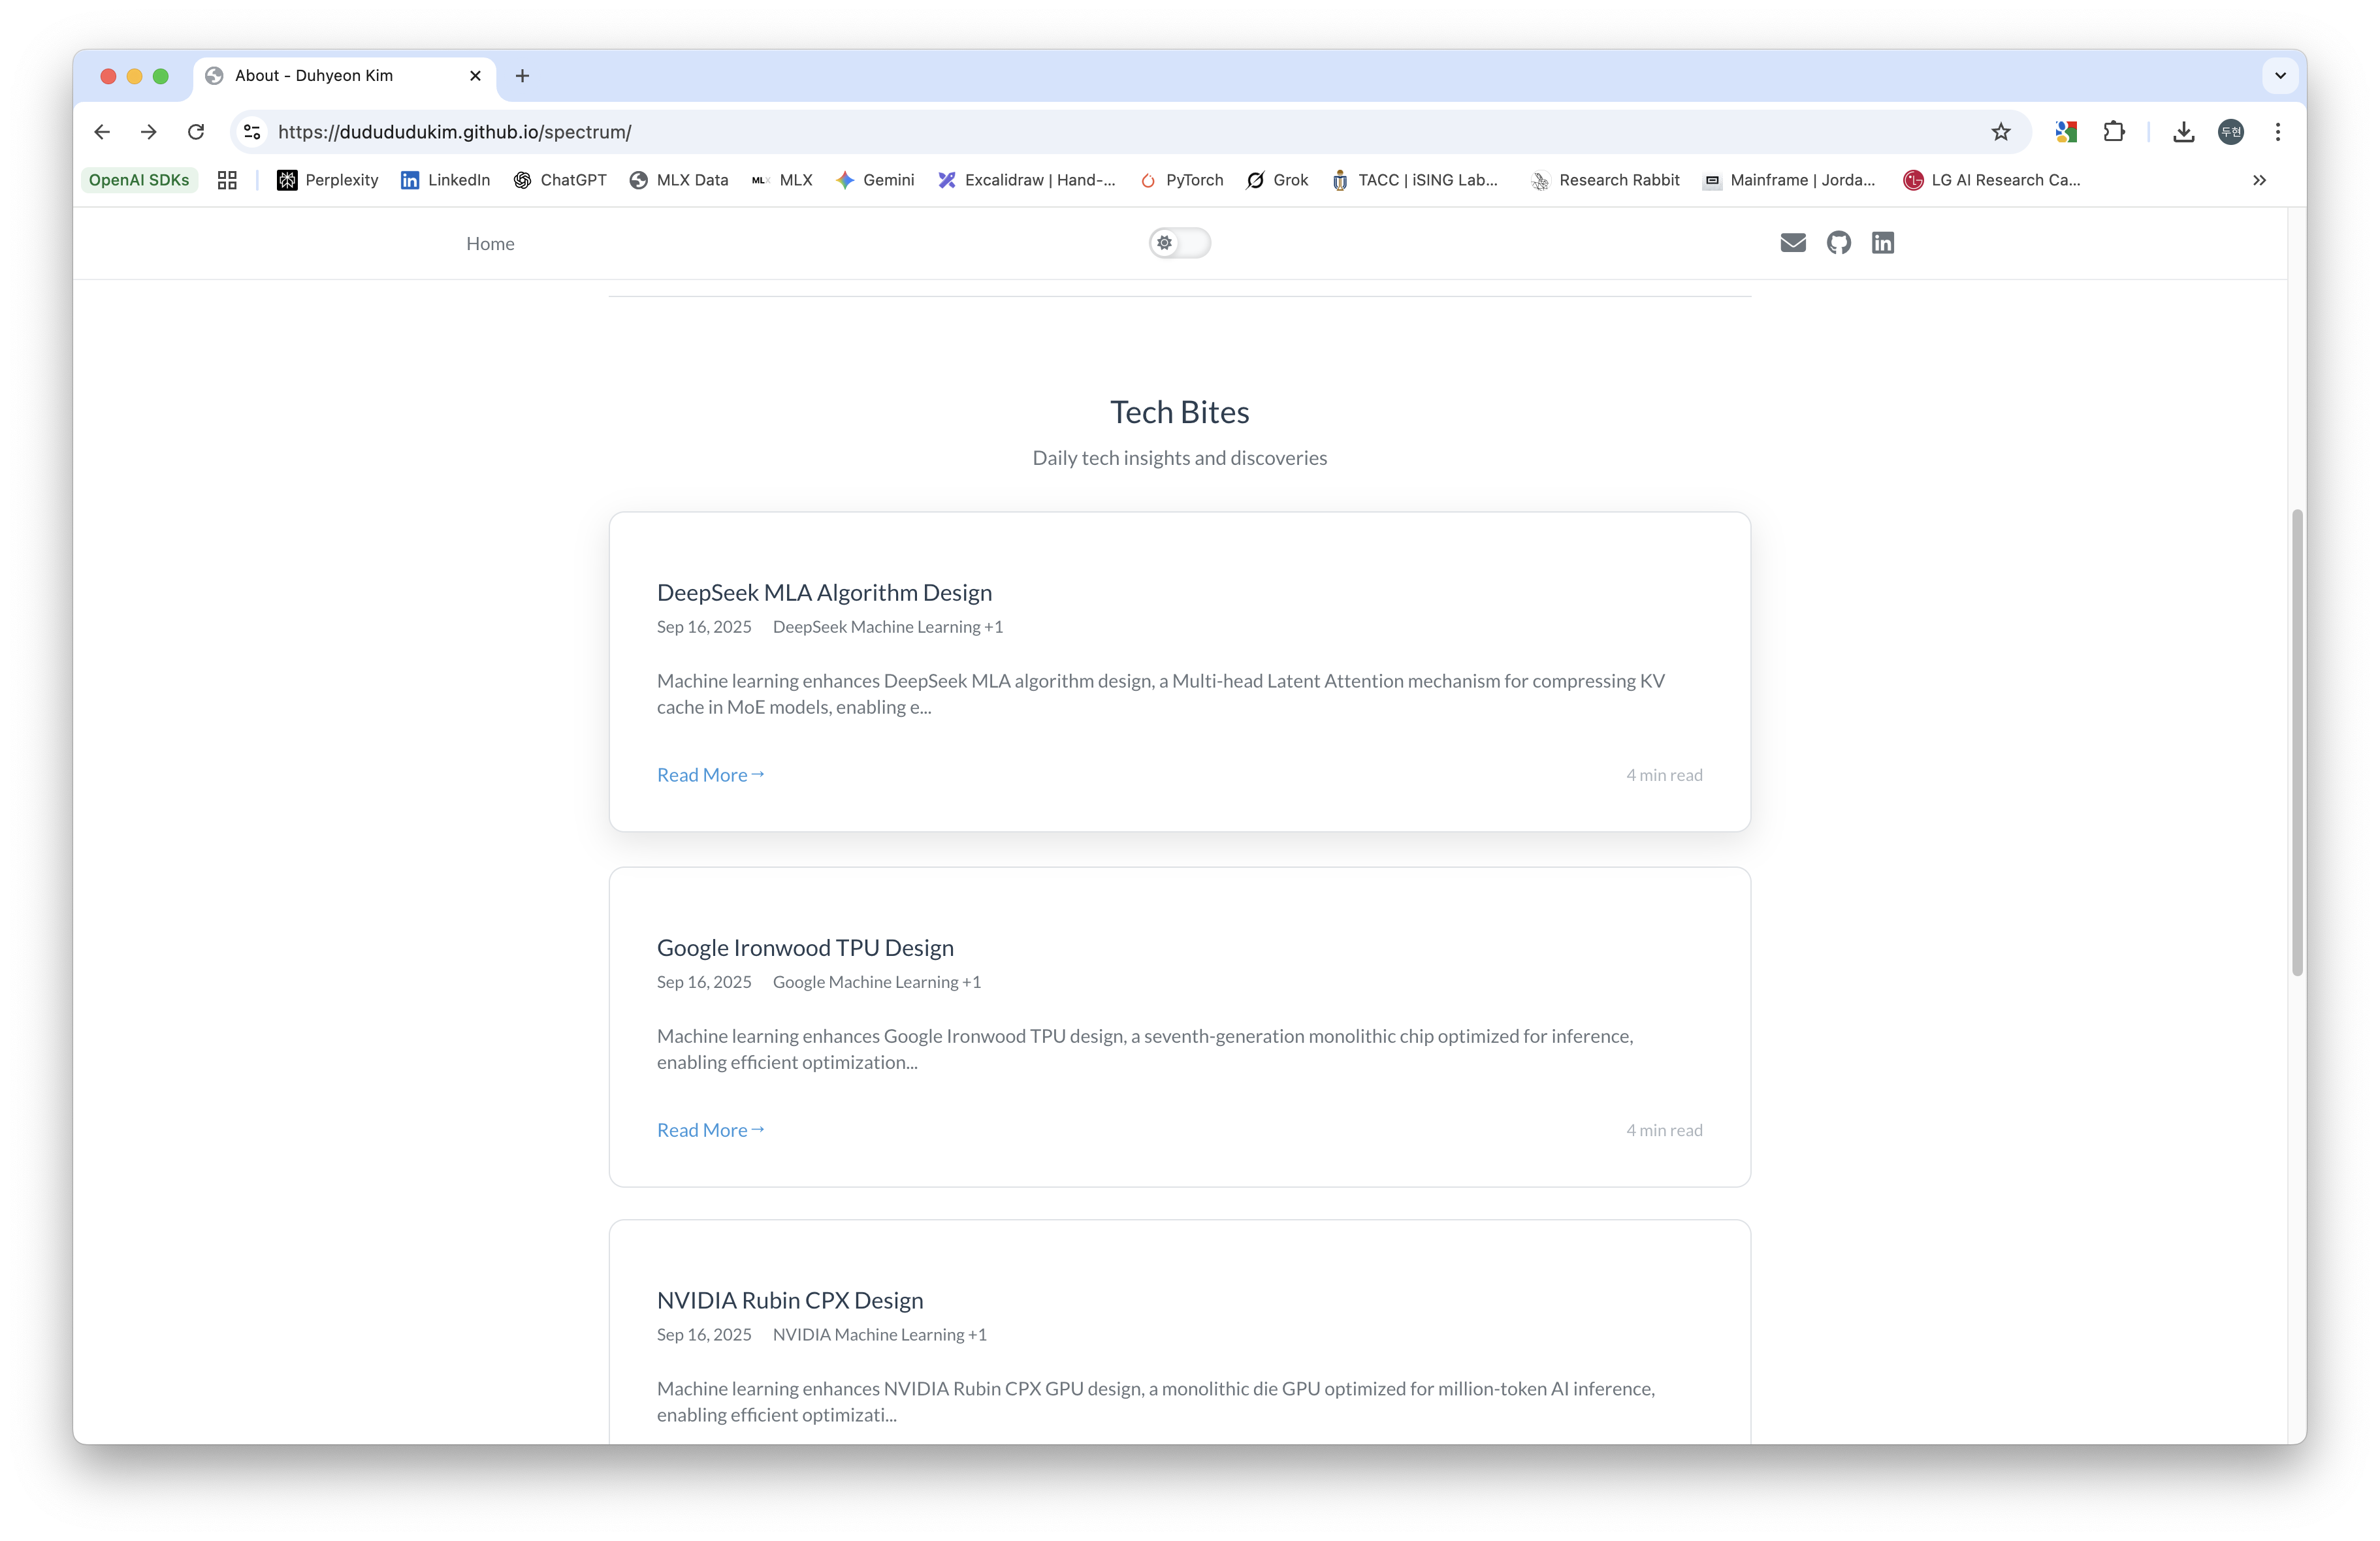 About - Duhyeon Kim
https://dudududukim.github.io/spectrum/
두현
OpenAI SDKs
Perplexity
LinkedIn
ChatGPT
MLX Data
MLX
Gemini
Excalidraw | Hand-...
PyTorch
Grok
TACC | iSING Lab...
Research Rabbit
Mainframe | Jorda...
LG AI Research Ca...
Home
Tech Bites
Daily tech insights and discoveries
DeepSeek MLA Algorithm Design
Sep 16, 2025 DeepSeek Machine Learning +1
Machine learning enhances DeepSeek MLA algorithm design, a Multi-head Latent Attention mechanism for compressing KV
cache in MoE models, enabling e...
Read More → 4 min read
Google Ironwood TPU Design
Sep 16, 2025 Google Machine Learning +1
Machine learning enhances Google Ironwood TPU design, a seventh-generation monolithic chip optimized for inference,
enabling efficient optimization...
Read More → 4 min read
NVIDIA Rubin CPX Design
Sep 16, 2025 NVIDIA Machine Learning +1
Machine learning enhances NVIDIA Rubin CPX GPU design, a monolithic die GPU optimized for million-token AI inference,
enabling efficient optimizati...